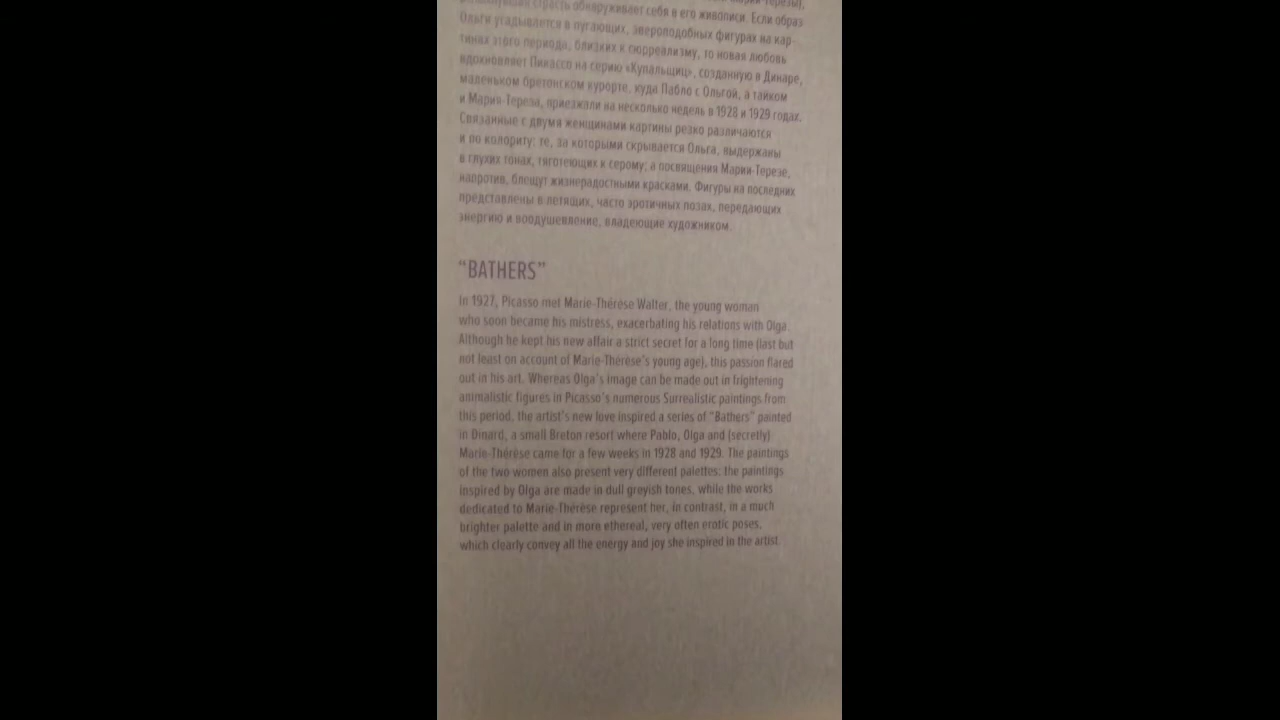 страсть обнаруживает себя в его живописи. Если образ
Ольги угадывается в пугающих, звероподобных фигурах на кар-
тинах этого периода, близких к сюрреализму, то новая любовь
вдохновляет Пикассо на серию «Купальщиц», созданную в Динаре,
маленьком бретонском курорте, куда Пабло с Ольгой, а тайком
и Мария-Тереза, приезжали на несколько недель в 1928 и 1929 годах.
Связанные с двумя женщинами картины резко различаются
и по колориту: те, за которыми скрывается Ольга, выдержаны
в глухих тонах, тяготеющих к серому; а посвящения Марии-Терезе,
напротив, блещут жизнерадостными красками. Фигуры на последних
представлены в летящих, часто эротичных позах, передающих
энергию и воодушевление, владеющие художником.
“BATHERS”
In 1927, Picasso met Marie-Thérèse Walter, the young woman
who soon became his mistress, exacerbating his relations with Olga.
Although he kept his new affair a strict secret for a long time (last but
not least on account of Marie-Thérèse’s young age), this passion flared
out in his art. Whereas Olga’s image can be made out in frightening
animalistic figures in Picasso’s numerous Surrealistic paintings from
this period, the artist’s new love inspired a series of “Bathers” painted
in Dinard, a small Breton resort where Pablo, Olga and (secretly)
Marie-Thérèse came for a few weeks in 1928 and 1929. The paintings
of the two women also present very different palettes: the paintings
inspired by Olga are made in dull greyish tones, while the works
dedicated to Marie-Thérèse represent her, in contrast, in a much
brighter palette and in more ethereal, very often erotic poses,
which clearly convey all the energy and joy she inspired in the artist.